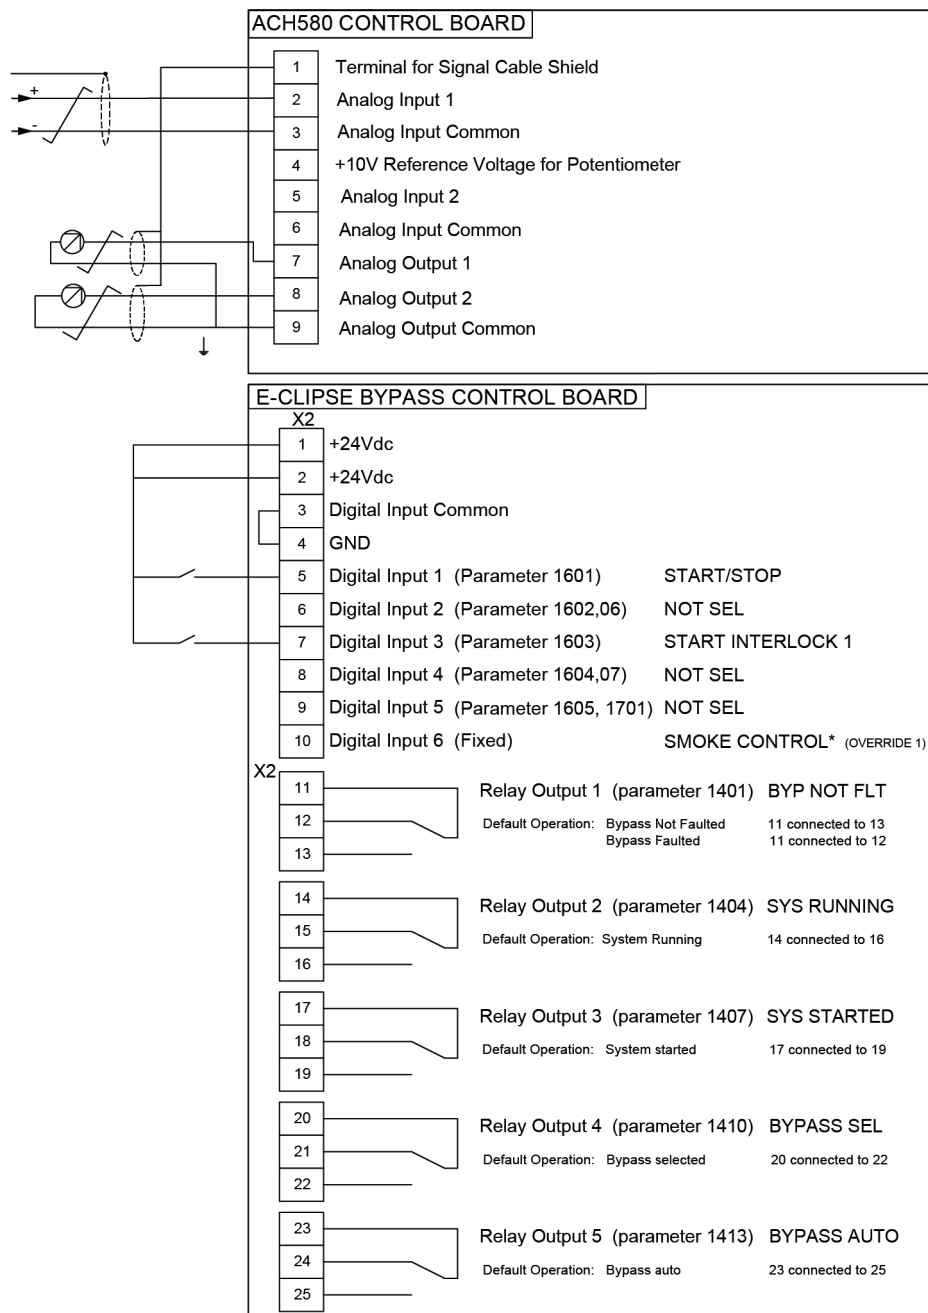 ACH580 CONTROL BOARD
1 Terminal for Signal Cable Shield
+ 2 Analog Input 1
- 3 Analog Input Common
4 +10V Reference Voltage for Potentiometer
5 Analog Input 2
6 Analog Input Common
7 Analog Output 1
8 Analog Output 2
9 Analog Output Common
E-CLIPSE BYPASS CONTROL BOARD
X2
1 +24Vdc
2 +24Vdc
3 Digital Input Common
4 GND
5 Digital Input 1 (Parameter 1601) START/STOP
6 Digital Input 2 (Parameter 1602,06) NOT SEL
7 Digital Input 3 (Parameter 1603) START INTERLOCK 1
8 Digital Input 4 (Parameter 1604,07) NOT SEL
9 Digital Input 5 (Parameter 1605, 1701) NOT SEL
10 Digital Input 6 (Fixed) SMOKE CONTROL* (OVERRIDE 1)
X2
11 Relay Output 1 (parameter 1401) BYP NOT FLT
12 Default Operation: Bypass Not Faulted 11 connected to 13
Bypass Faulted 11 connected to 12
13
14 Relay Output 2 (parameter 1404) SYS RUNNING
15 Default Operation: System Running 14 connected to 16
16
17 Relay Output 3 (parameter 1407) SYS STARTED
18 Default Operation: System started 17 connected to 19
19
20 Relay Output 4 (parameter 1410) BYPASS SEL
21 Default Operation: Bypass selected 20 connected to 22
22
23 Relay Output 5 (parameter 1413) BYPASS AUTO
24 Default Operation: Bypass auto 23 connected to 25
25